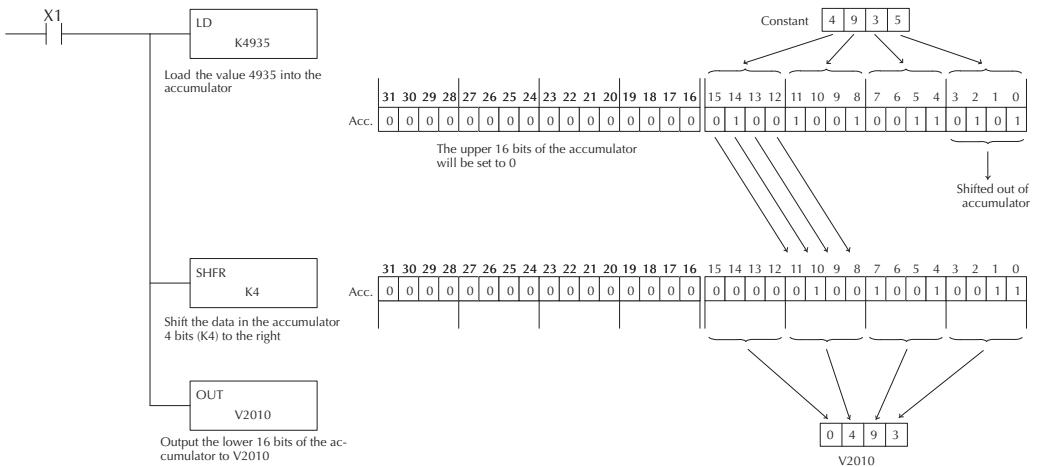 X1
LD
K4935
Load the value 4935 into the
accumulator
Constant 4 9 3 5
31 30 29 28 27 26 25 24 23 22 21 20 19 18 17 16 15 14 13 12 11 10 9 8 7 6 5 4 3 2 1 0
Acc. 0 0 0 0 0 0 0 0 0 0 0 0 0 0 0 0 0 1 0 0 1 0 0 1 0 0 1 1 0 1 0 1
The upper 16 bits of the accumulator
will be set to 0
Shifted out of
accumulator
SHFR
K4
Shift the data in the accumulator
4 bits (K4) to the right
31 30 29 28 27 26 25 24 23 22 21 20 19 18 17 16 15 14 13 12 11 10 9 8 7 6 5 4 3 2 1 0
Acc. 0 0 0 0 0 0 0 0 0 0 0 0 0 0 0 0 0 0 0 0 0 1 0 0 1 0 0 1 0 0 1 1
OUT
V2010
Output the lower 16 bits of the ac-
cumulator to V2010
0 4 9 3
V2010